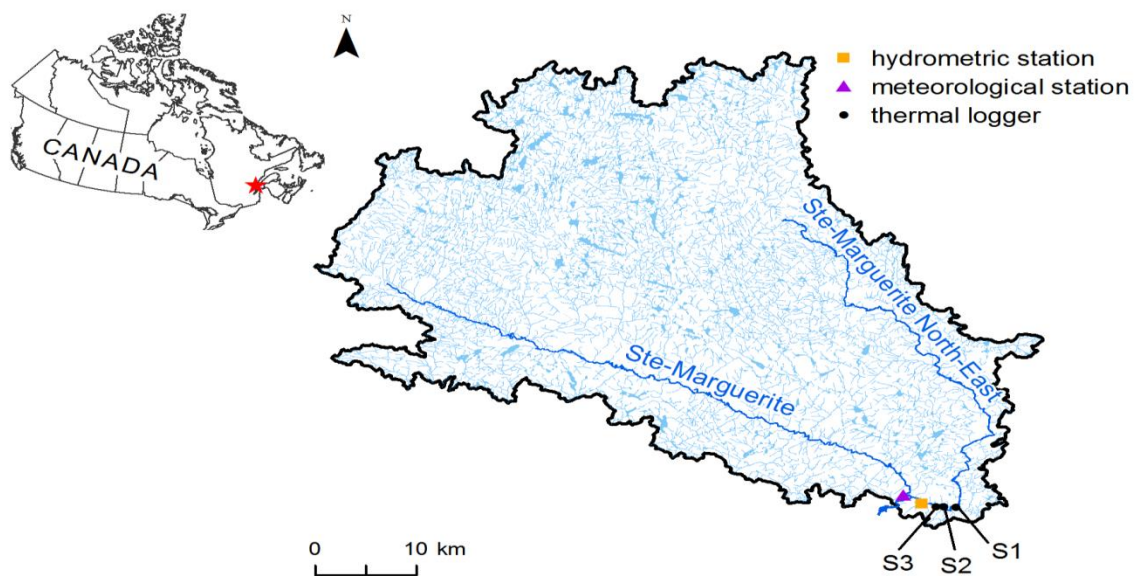 N
hydrometric station
meteorological station
thermal logger
CANADA
Ste-Marguerite North-East
Ste-Marguerite
0 10 km
S3 S2 S1